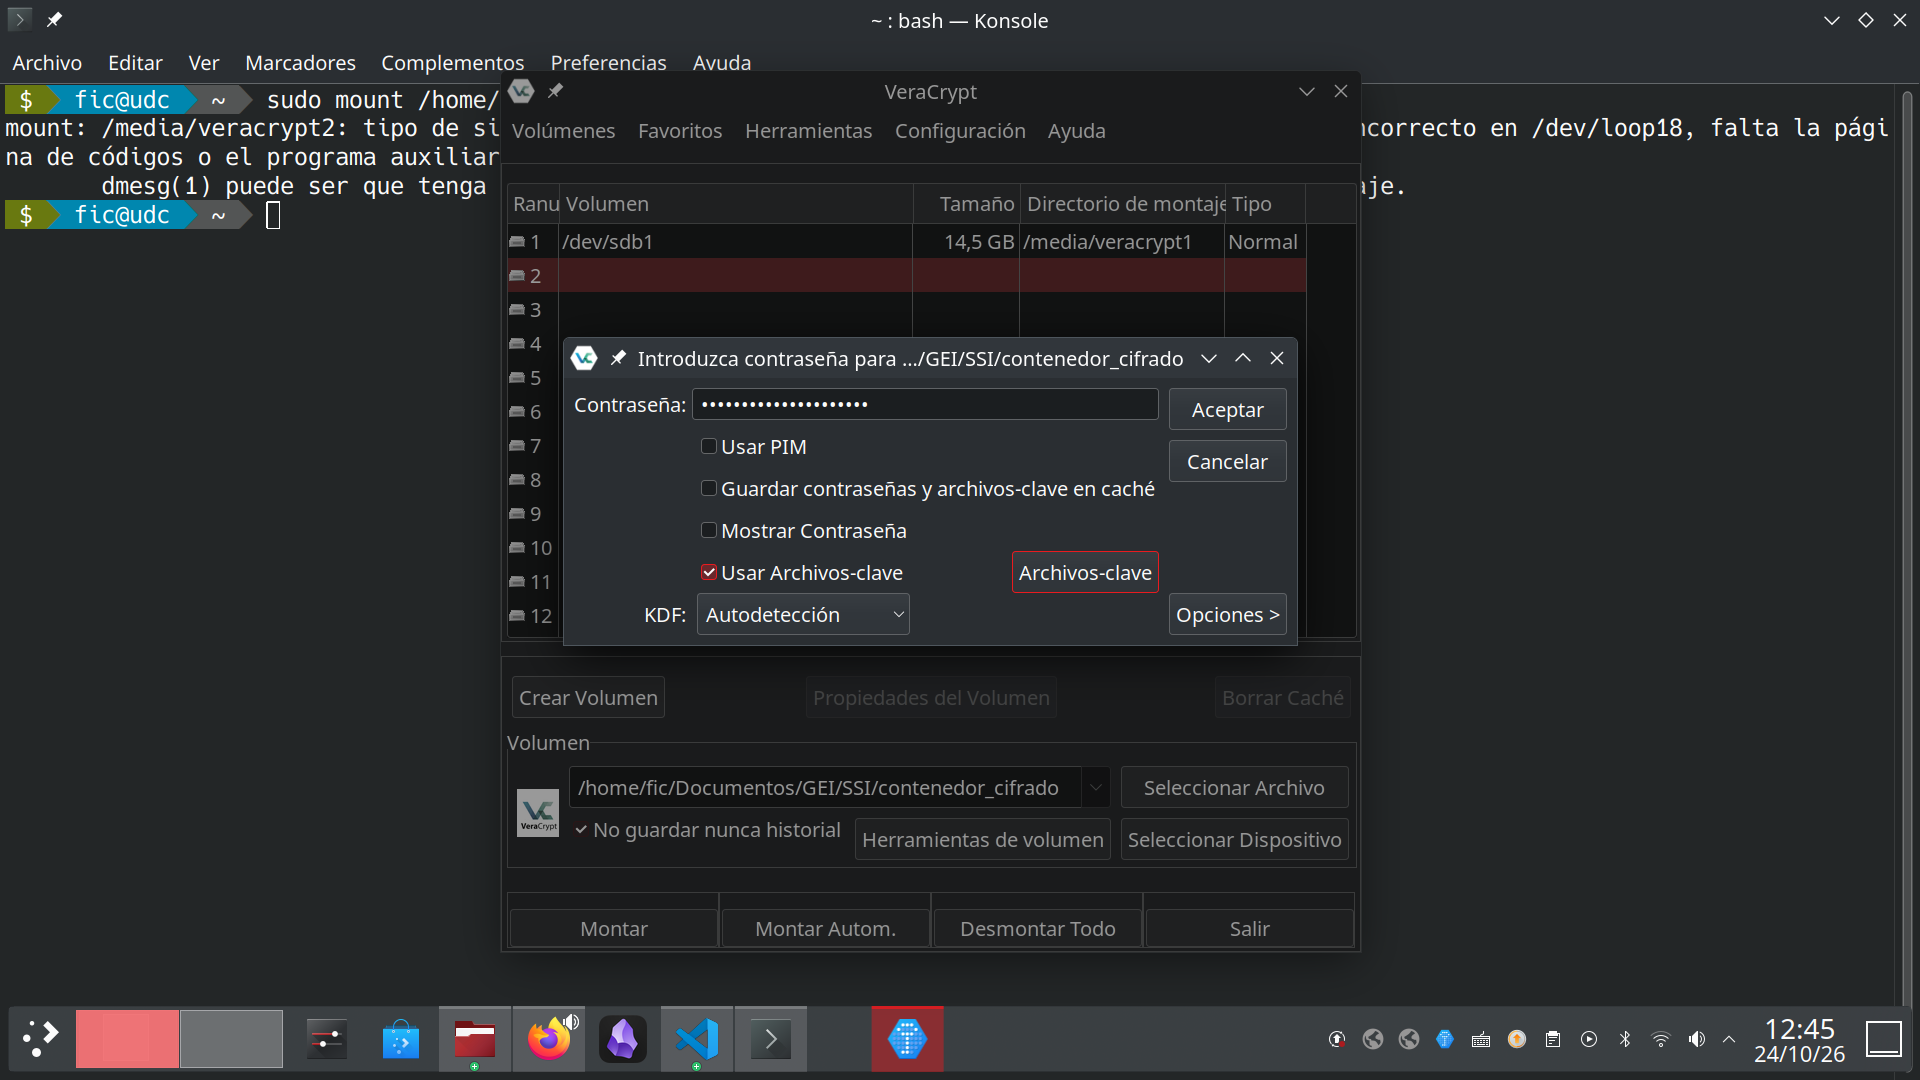 ~ : bash — Konsole
Archivo Editar Ver Marcadores Complementos Preferencias Ayuda
$ fic@udc ~ sudo mount /home/
mount: /media/veracrypt2: tipo de si
correcto en /dev/loop18, falta la pági
na de códigos o el programa auxiliar
dmesg(1) puede ser que tenga
aje.
$ fic@udc ~
VeraCrypt
Volúmenes Favoritos Herramientas Configuración Ayuda
Ranu Volumen Tamaño Directorio de montaje Tipo
1 /dev/sdb1 14,5 GB /media/veracrypt1 Normal
2
3
4
5
6
7
8
9
10
11
12
Introduzca contraseña para .../GEI/SSI/contenedor_cifrado
Contraseña: ••••••••••••••••••••• Aceptar
Usar PIM
Cancelar
Guardar contraseñas y archivos-clave en caché
Mostrar Contraseña
Usar Archivos-clave Archivos-clave
KDF: Autodetección Opciones >
Crear Volumen Propiedades del Volumen Borrar Caché
Volumen
VC VeraCrypt
/home/fic/Documentos/GEI/SSI/contenedor_cifrado Seleccionar Archivo
No guardar nunca historial Herramientas de volumen Seleccionar Dispositivo
Montar Montar Autom. Desmontar Todo Salir
12:45
24/10/26